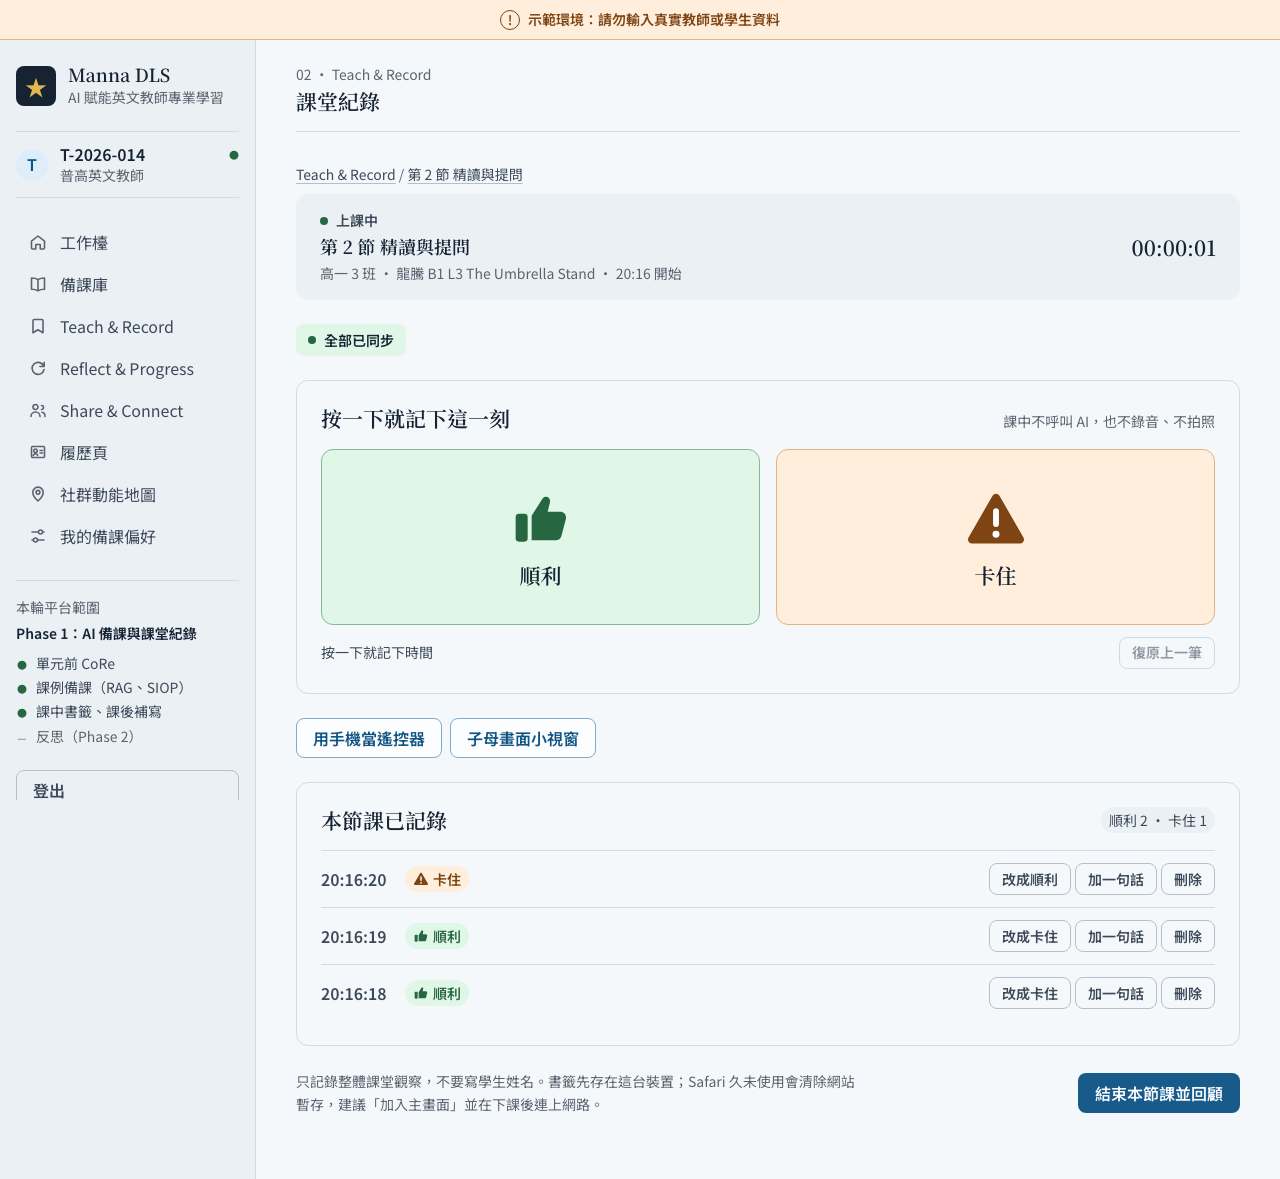 示範環境：請勿輸入真實教師或學生資料
Manna DLS
AI 賦能英文教師專業學習
T
T-2026-014
普高英文教師
工作檯
備課庫
Teach & Record
Reflect & Progress
Share & Connect
履歷頁
社群動能地圖
我的備課偏好
本輪平台範圍
Phase 1：AI 備課與課堂紀錄
單元前 CoRe
課例備課（RAG、SIOP）
課中書籤、課後補寫
– 反思（Phase 2）
登出
02 · Teach & Record
課堂紀錄
Teach & Record / 第 2 節 精讀與提問
上課中
第 2 節 精讀與提問
00:00:01
高一 3 班 · 龍騰 B1 L3 The Umbrella Stand · 20:16 開始
全部已同步
按一下就記下這一刻
課中不呼叫 AI，也不錄音、不拍照
順利
卡住
按一下就記下時間
復原上一筆
用手機當遙控器
子母畫面小視窗
本節課已記錄
順利 2 · 卡住 1
20:16:20 卡住 改成順利 加一句話 刪除
20:16:19 順利 改成卡住 加一句話 刪除
20:16:18 順利 改成卡住 加一句話 刪除
只記錄整體課堂觀察，不要寫學生姓名。書籤先存在這台裝置；Safari 久未使用會清除網站
暫存，建議「加入主畫面」並在下課後連上網路。
結束本節課並回顧